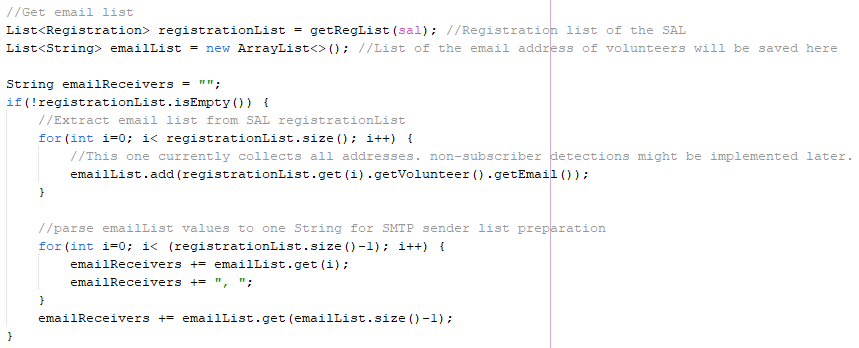 //Get email list
List<Registration> registrationList = getRegList(sal); //Registration list of the SAL
List<String> emailList = new ArrayList<>(); //List of the email address of volunteers will be saved here

String emailReceivers = "";
if(!registrationList.isEmpty()) {
    //Extract email list from SAL registrationList
    for(int i=0; i< registrationList.size(); i++) {
        //This one currently collects all addresses. non-subscriber detections might be implemented later.
        emailList.add(registrationList.get(i).getVolunteer().getEmail());
    }

    //parse emailList values to one String for SMTP sender list preparation
    for(int i=0; i< (registrationList.size()-1); i++) {
        emailReceivers += emailList.get(i);
        emailReceivers += ", ";
    }
    emailReceivers += emailList.get(emailList.size()-1);
}